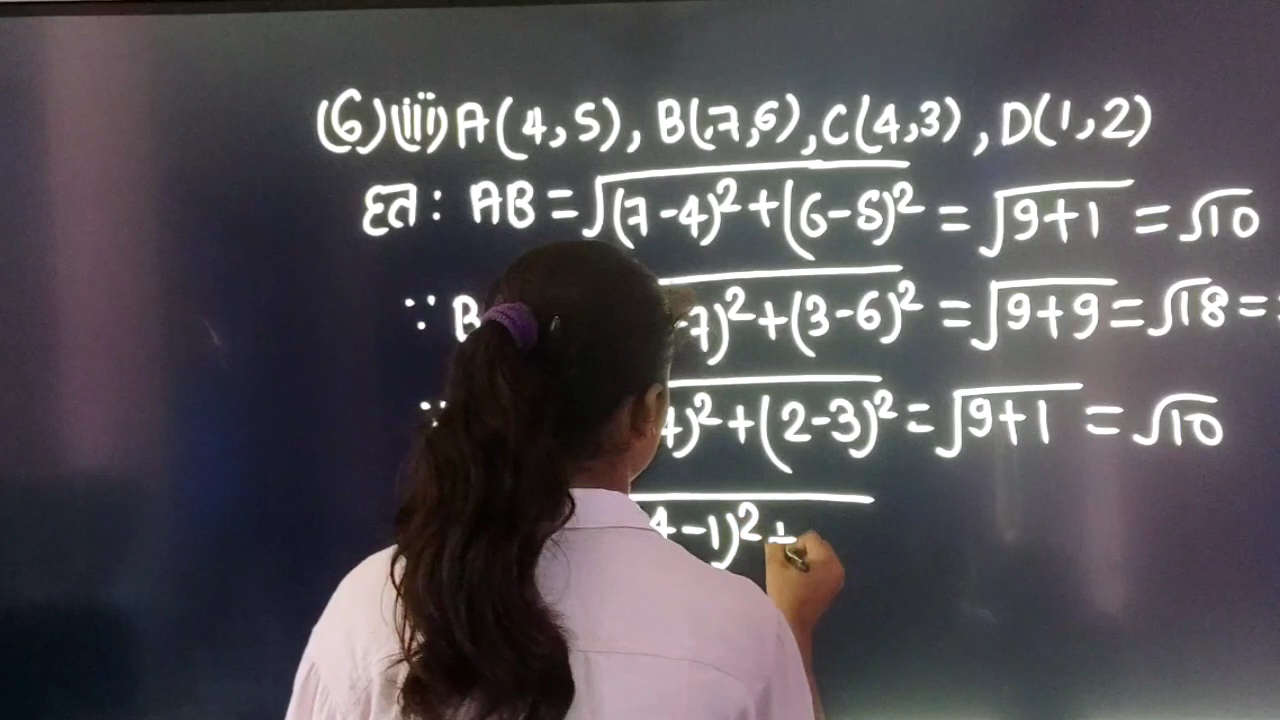 (6)(iii) A(4,5), B(7,6), C(4,3), D(1,2)
हल: AB = √(7-4)² + (6-5)² = √9+1 = √10
∵ B -7)² + (3-6)² = √9+9 = √18 =
∵ 4)² + (2-3)² = √9+1 = √10
4-1)² +